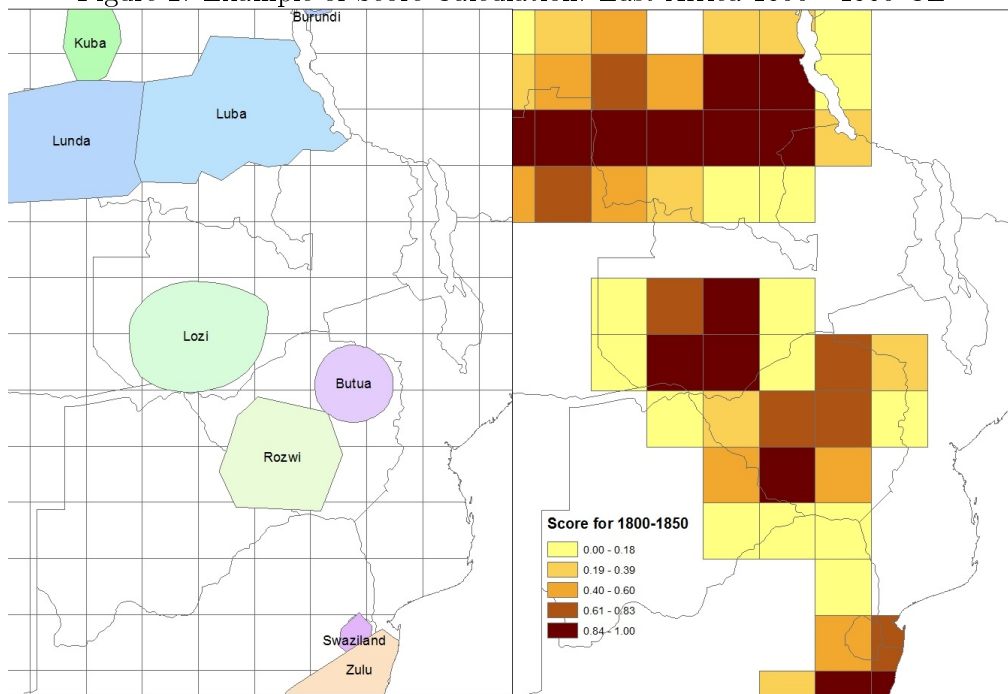 Burundi
Kuba
Luba
Lunda
Lozi
Butua
Rozwi
Swaziland
Zulu
Score for 1800-1850
0.00 - 0.18
0.19 - 0.39
0.40 - 0.60
0.61 - 0.83
0.84 - 1.00